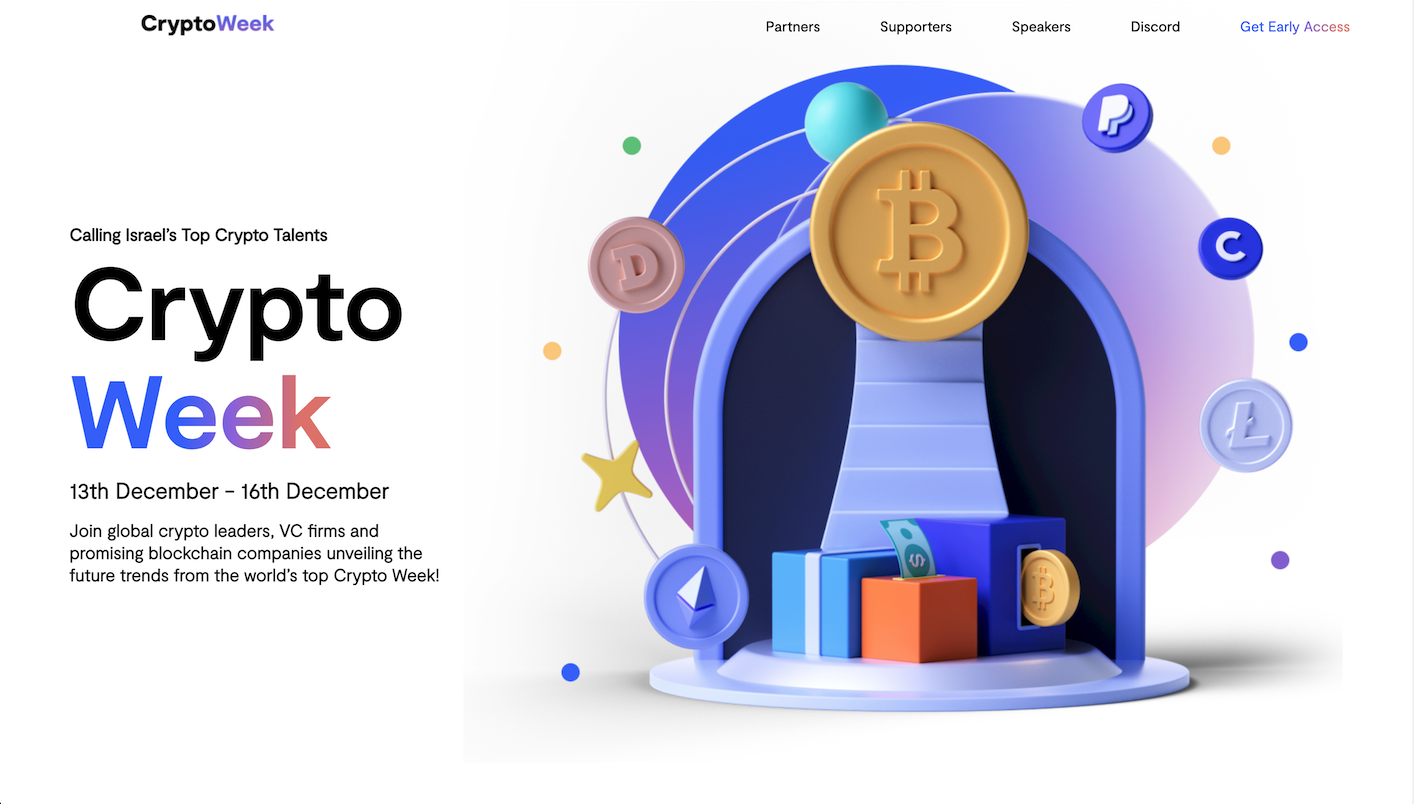 CryptoWeek
Partners
Supporters
Speakers
Discord
Get Early Access
Calling Israel’s Top Crypto Talents
Crypto
Week
13th December - 16th December
Join global crypto leaders, VC firms and
promising blockchain companies unveiling the
future trends from the world’s top Crypto Week!